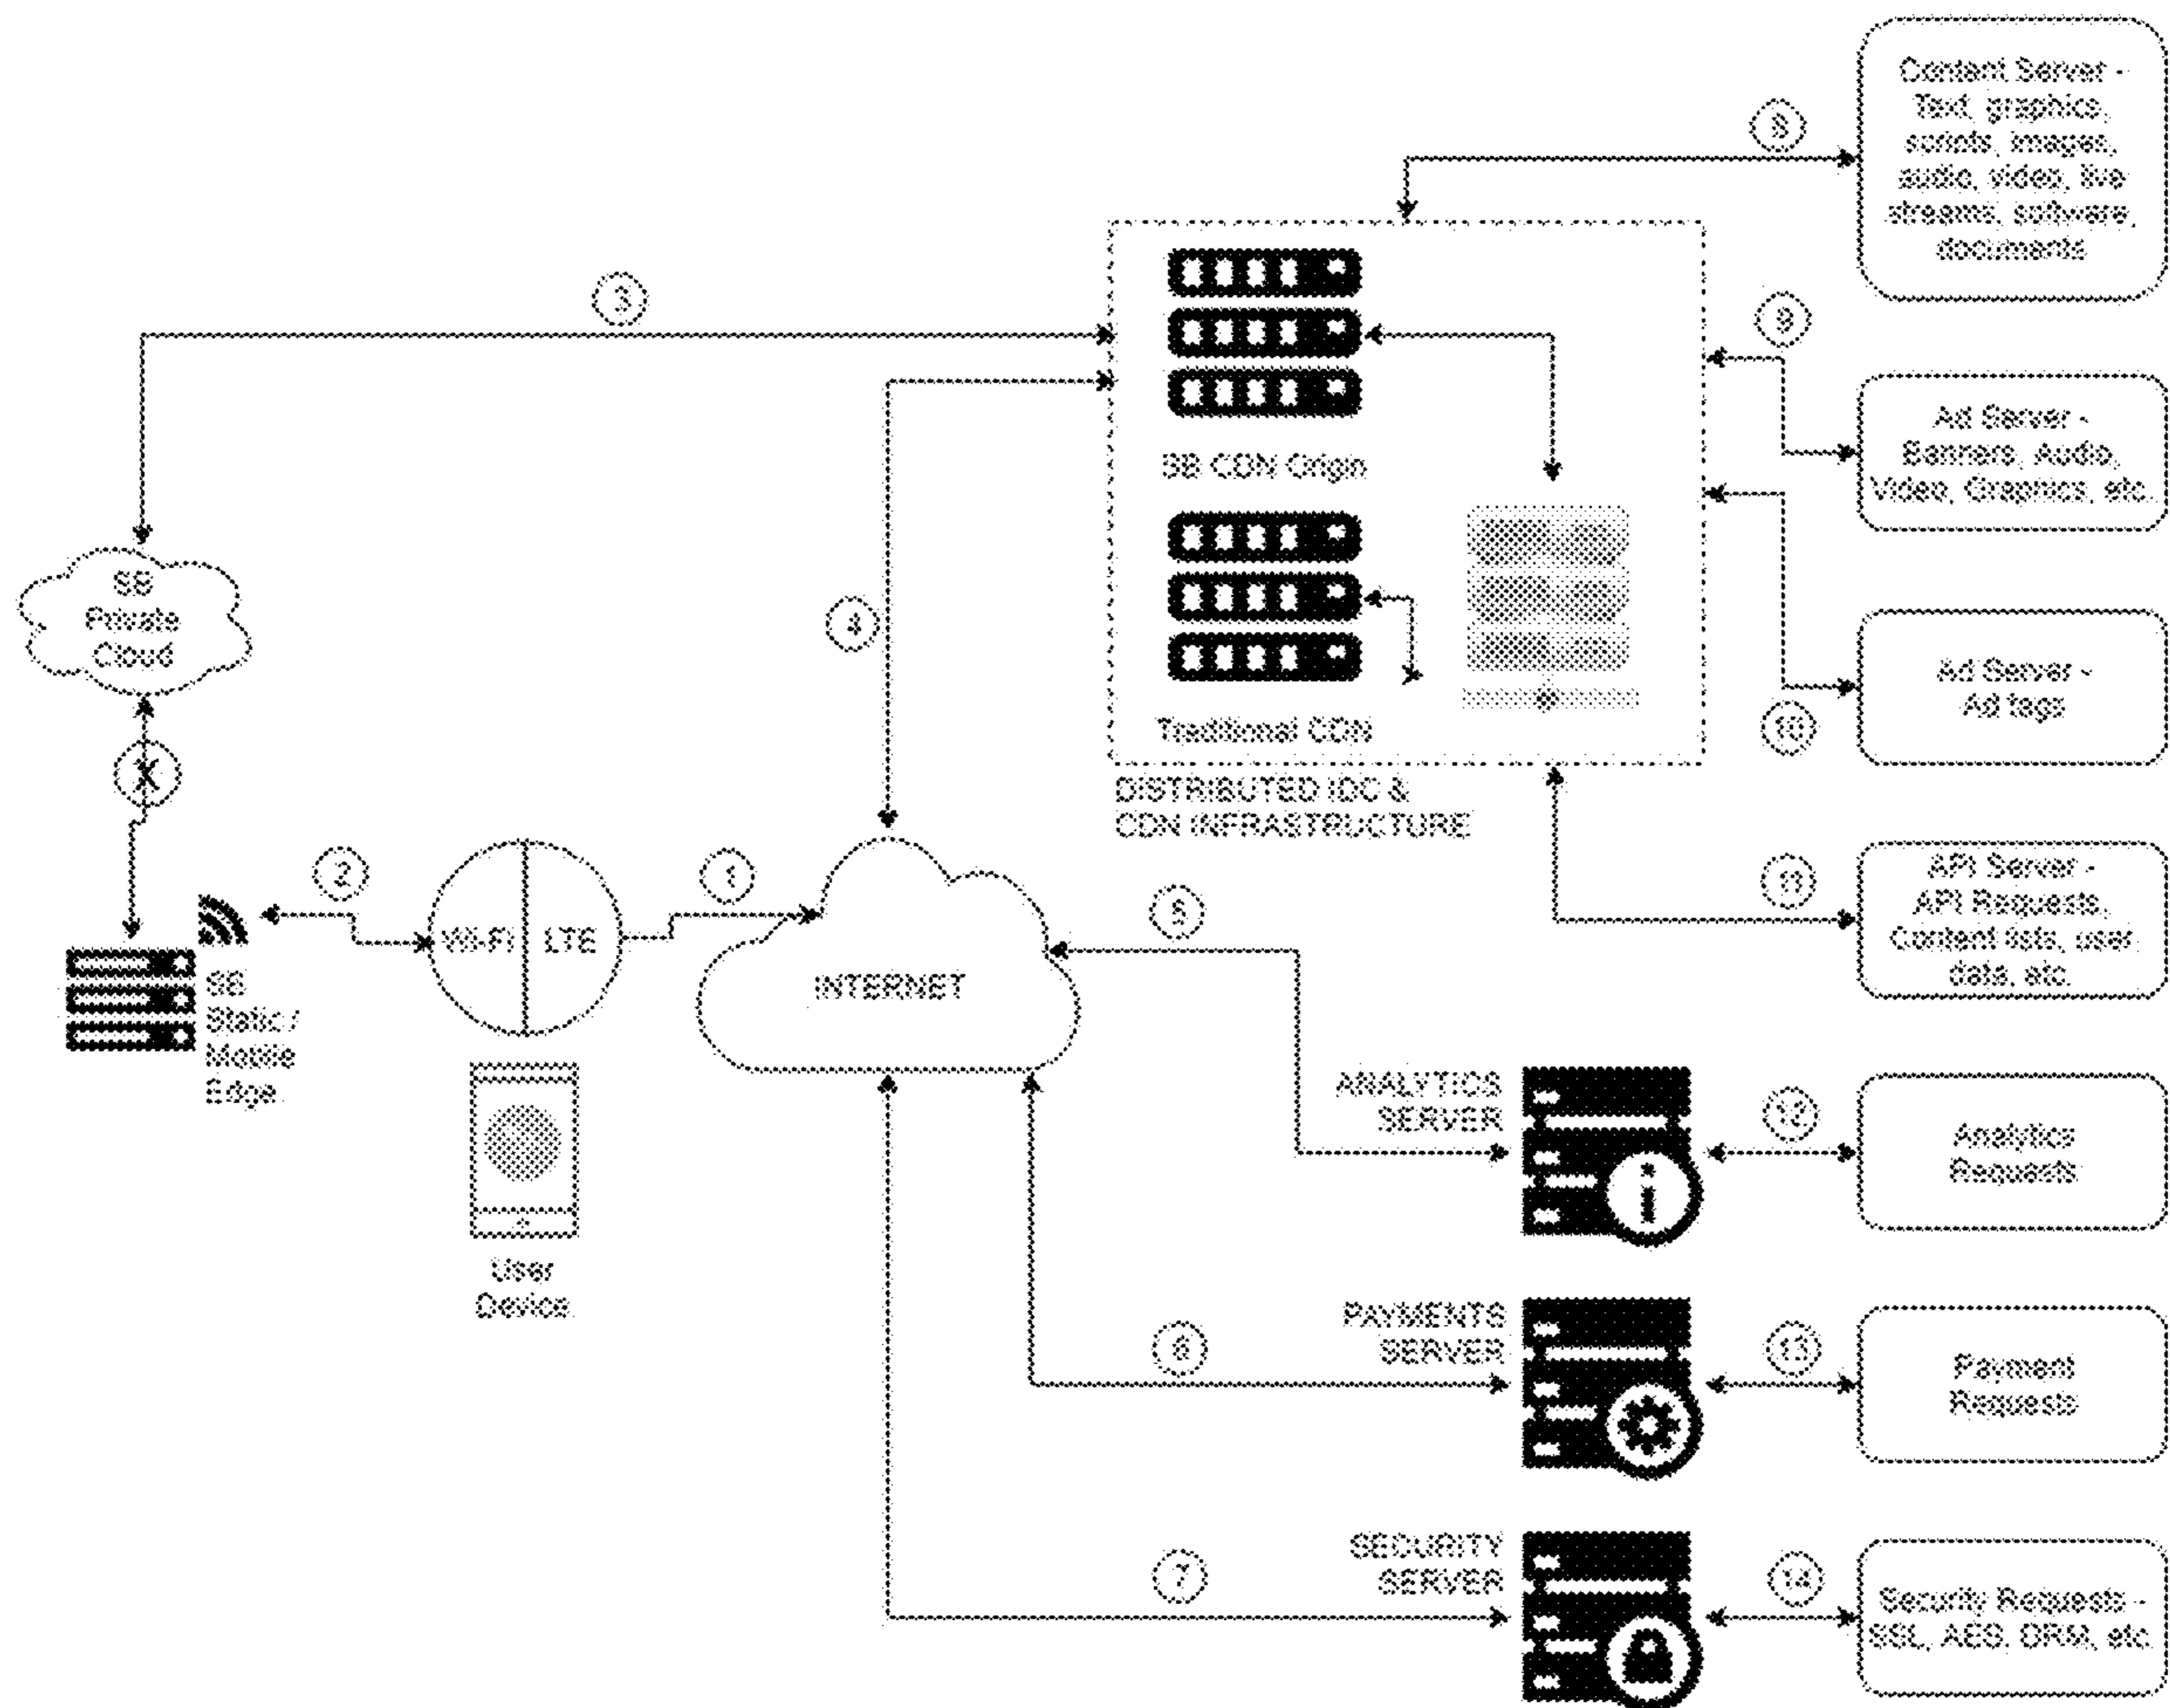 8
Content Server -
Text, graphics,
scripts, images,
audio, video, live
streams, software,
documents
3
9
Ad Server -
Banners, Audio,
Video, Graphics, etc.
SB CDN Origin
SB
Private
Cloud
4
Ad Server -
Ad tags
10
Traditional CDN
X
DISTRIBUTED IDC &
CDN INFRASTRUCTURE
2
1
11
API Server -
API Requests,
Content lists, user
data, etc.
5
Wi-Fi
LTE
INTERNET
SB
Static /
Mobile
Edge
ANALYTICS
SERVER
i
12
Analytics
Requests
User
Device
6
PAYMENTS
SERVER
13
Payment
Requests
7
SECURITY
SERVER
14
Security Requests -
SSL, AES, DRM, etc.